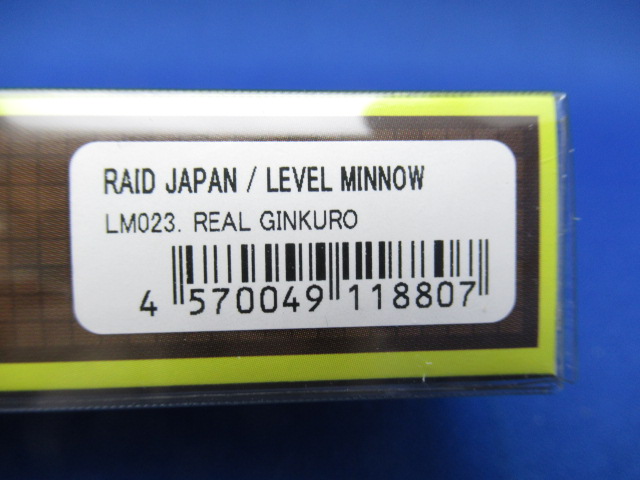 RAID JAPAN / LEVEL MINNOW
LM023. REAL GINKURO
4 570049 118807